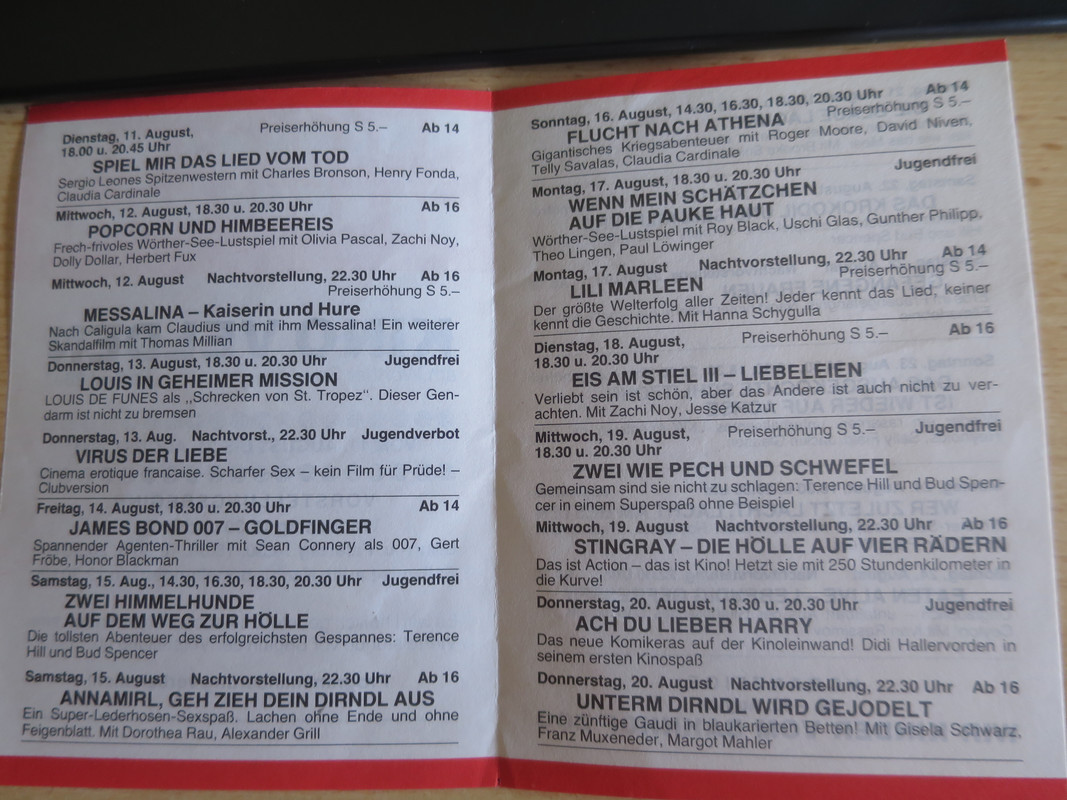 Dienstag, 11. August, Preiserhöhung S 5.– Ab 14
18.00 u. 20.45 Uhr
SPIEL MIR DAS LIED VOM TOD
Sergio Leones Spitzenwestern mit Charles Bronson, Henry Fonda,
Claudia Cardinale
Mittwoch, 12. August, 18.30 u. 20.30 Uhr Ab 16
POPCORN UND HIMBEEREIS
Frech-frivoles Wörther-See-Lustspiel mit Olivia Pascal, Zachi Noy,
Dolly Dollar, Herbert Fux
Mittwoch, 12. August Nachtvorstellung, 22.30 Uhr Ab 16
Preiserhöhung S 5.–
MESSALINA – Kaiserin und Hure
Nach Caligula kam Claudius und mit ihm Messalina! Ein weiterer
Skandalfilm mit Thomas Millian
Donnerstag, 13. August, 18.30 u. 20.30 Uhr Jugendfrei
LOUIS IN GEHEIMER MISSION
LOUIS DE FUNES als „Schrecken von St. Tropez". Dieser Gen-
darm ist nicht zu bremsen
Donnerstag, 13. Aug. Nachtvorst., 22.30 Uhr Jugendverbot
VIRUS DER LIEBE
Cinema erotique francaise. Scharfer Sex – kein Film für Prüde! –
Clubversion
Freitag, 14. August, 18.30 u. 20.30 Uhr Ab 14
JAMES BOND 007 – GOLDFINGER
Spannender Agenten-Thriller mit Sean Connery als 007, Gert
Fröbe, Honor Blackman
Samstag, 15. Aug., 14.30, 16.30, 18.30, 20.30 Uhr Jugendfrei
ZWEI HIMMELHUNDE
AUF DEM WEG ZUR HÖLLE
Die tollsten Abenteuer des erfolgreichsten Gespannes: Terence
Hill und Bud Spencer
Samstag, 15. August Nachtvorstellung, 22.30 Uhr Ab 16
ANNAMIRL, GEH ZIEH DEIN DIRNDL AUS
Ein Super-Lederhosen-Sexspaß. Lachen ohne Ende und ohne
Feigenblatt. Mit Dorothea Rau, Alexander Grill
Sonntag, 16. August, 14.30, 16.30, 18.30, 20.30 Uhr Ab 14
Preiserhöhung S 5.–
FLUCHT NACH ATHENA
Gigantisches Kriegsabenteuer mit Roger Moore, David Niven,
Telly Savalas, Claudia Cardinale
Montag, 17. August, 18.30 u. 20.30 Uhr Jugendfrei
WENN MEIN SCHÄTZCHEN
AUF DIE PAUKE HAUT
Wörther-See-Lustspiel mit Roy Black, Uschi Glas, Gunther Philipp,
Theo Lingen, Paul Löwinger
Montag, 17. August Nachtvorstellung, 22.30 Uhr Ab 14
Preiserhöhung S 5.–
LILI MARLEEN
Der größte Welterfolg aller Zeiten! Jeder kennt das Lied, keiner
kennt die Geschichte. Mit Hanna Schygulla
Dienstag, 18. August, Preiserhöhung S 5.– Ab 16
18.30 u. 20.30 Uhr
EIS AM STIEL III – LIEBELEIEN
Verliebt sein ist schön, aber das Andere ist auch nicht zu ver-
achten. Mit Zachi Noy, Jesse Katzur
Mittwoch, 19. August, Preiserhöhung S 5.– Jugendfrei
18.30 u. 20.30 Uhr
ZWEI WIE PECH UND SCHWEFEL
Gemeinsam sind sie nicht zu schlagen: Terence Hill und Bud Spen-
cer in einem Superspaß ohne Beispiel
Mittwoch, 19. August Nachtvorstellung, 22.30 Uhr Ab 16
STINGRAY – DIE HÖLLE AUF VIER RÄDERN
Das ist Action – das ist Kino! Hetzt sie mit 250 Stundenkilometer in
die Kurve!
Donnerstag, 20. August, 18.30 u. 20.30 Uhr Jugendfrei
ACH DU LIEBER HARRY
Das neue Komikeras auf der Kinoleinwand! Didi Hallervorden in
seinem ersten Kinospaß
Donnerstag, 20. August Nachtvorstellung, 22.30 Uhr Ab 16
UNTERM DIRNDL WIRD GEJODELT
Eine zünftige Gaudi in blaukarierten Betten! Mit Gisela Schwarz,
Franz Muxeneder, Margot Mahler